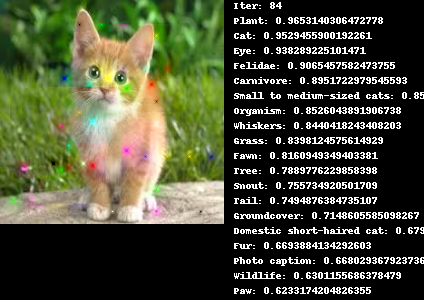 Iter: 84
Plant: 0.9653140306472778
Cat: 0.9529455900192261
Eye: 0.938289225101471
Felidae: 0.9065457582473755
Carnivore: 0.8951722979545593
Small to medium-sized cats: 0.85
Organism: 0.8526043891906738
Whiskers: 0.8440418243408203
Grass: 0.8398124575614929
Fawn: 0.8160949349403381
Tree: 0.7889776229858398
Snout: 0.755734920501709
Tail: 0.7494876384735107
Groundcover: 0.7148605585098267
Domestic short-haired cat: 0.679
Fur: 0.6693884134292603
Photo caption: 0.668029367923736
Wildlife: 0.6301155686378479
Paw: 0.6233174204826355